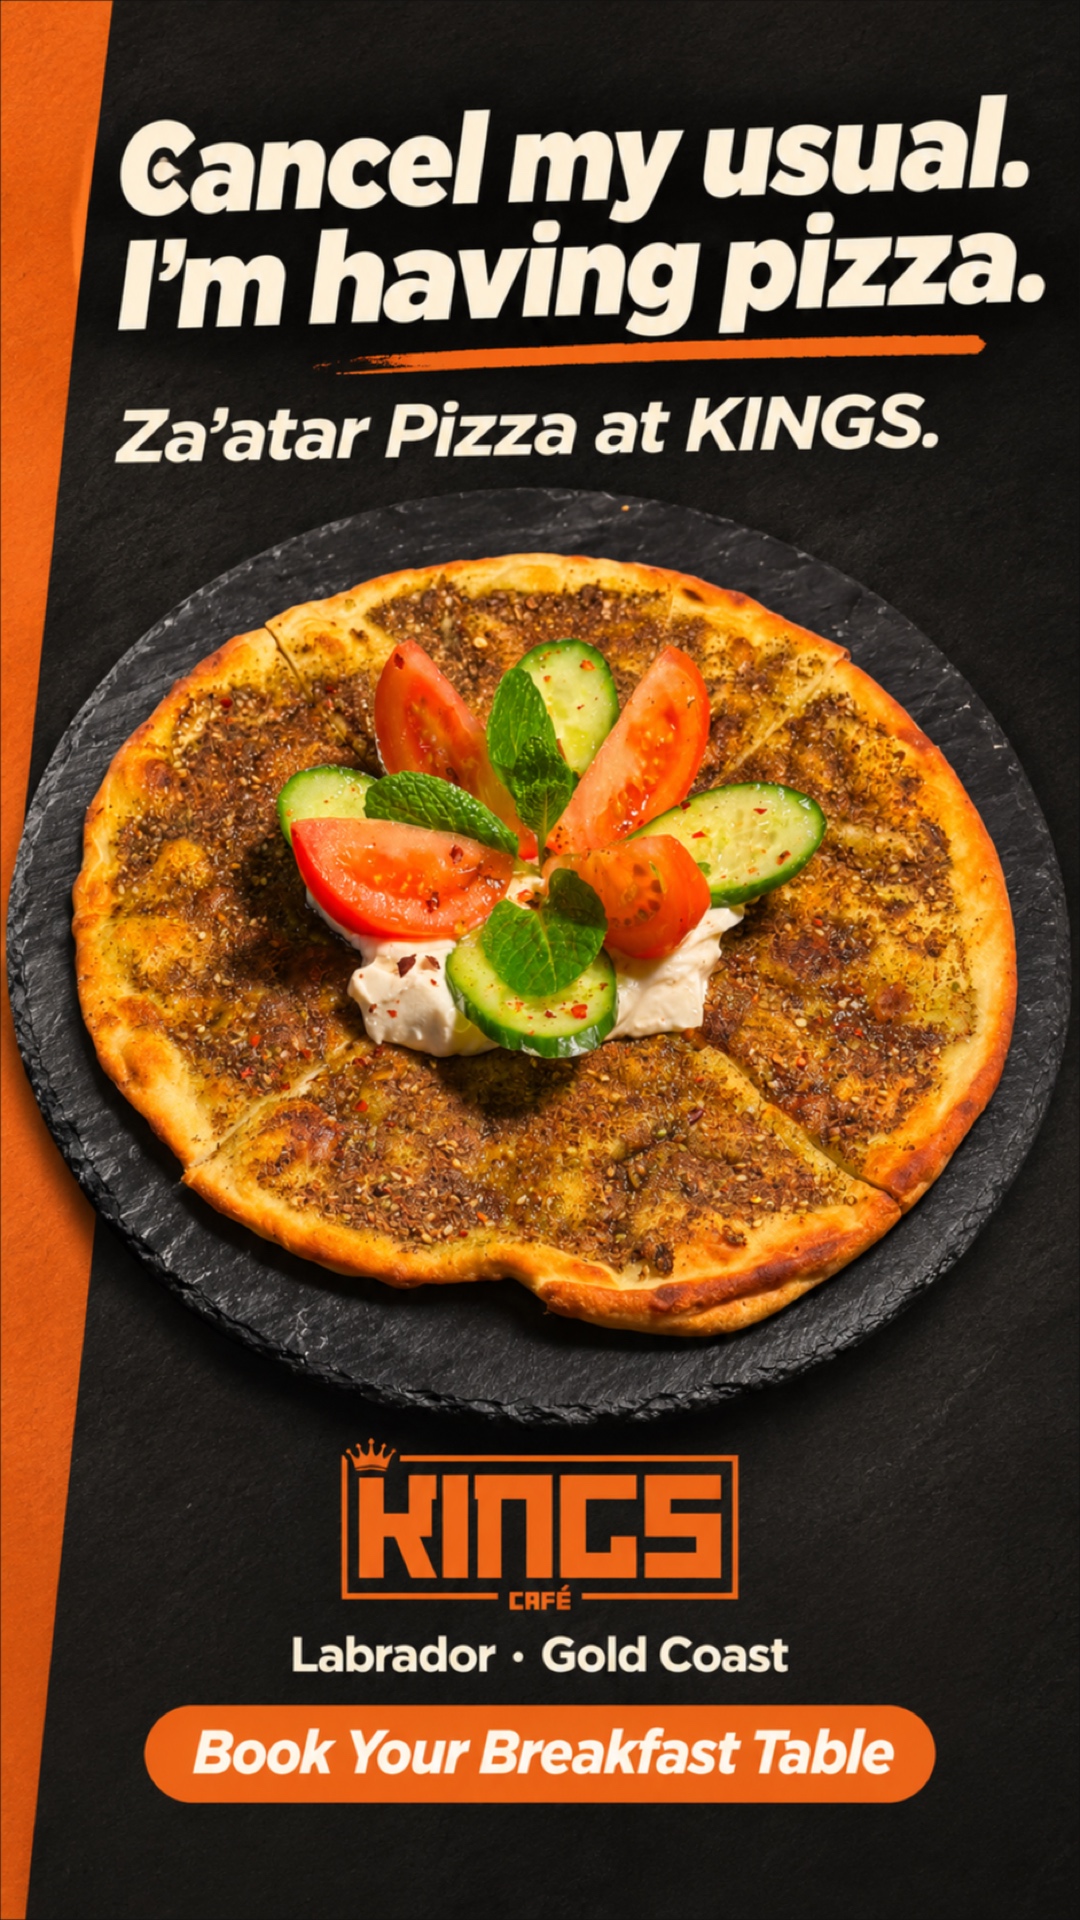 Cancel my usual.
I'm having pizza.
Za'atar Pizza at KINGS.
KINGS
CAFÉ
Labrador · Gold Coast
Book Your Breakfast Table